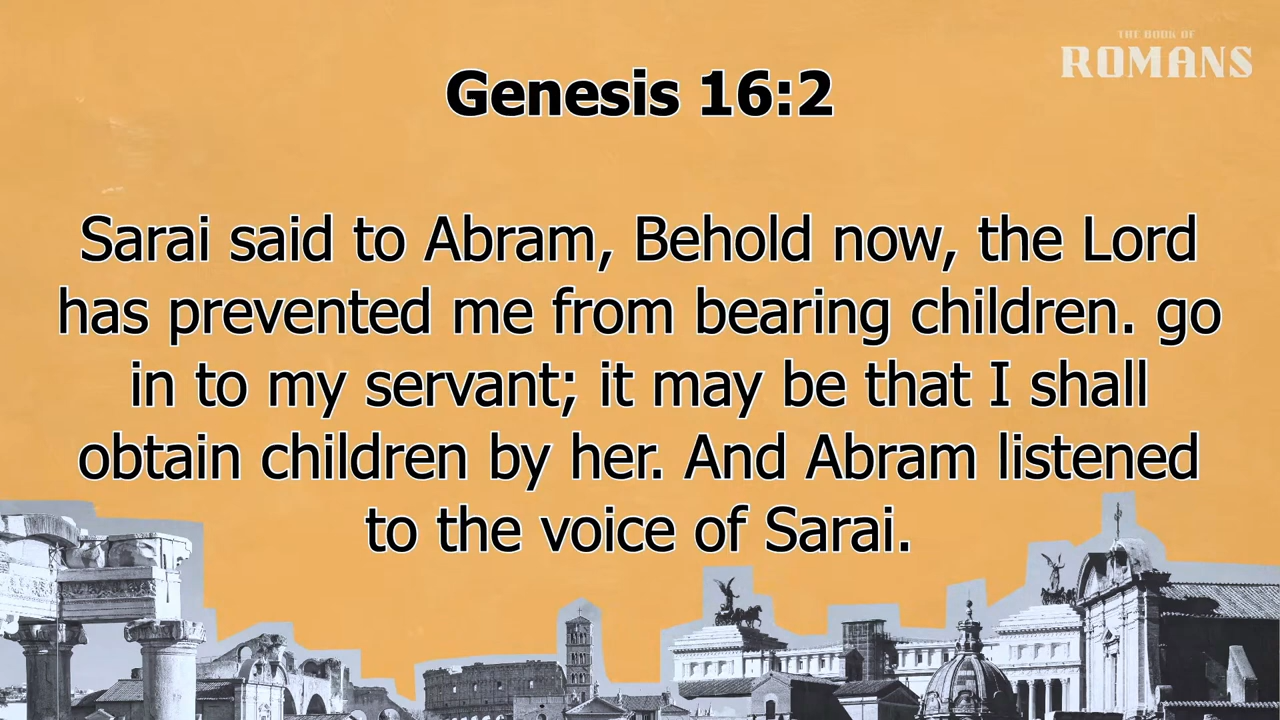 THE BOOK OF
ROMANS
Genesis 16:2
Sarai said to Abram, Behold now, the Lord
has prevented me from bearing children. go
in to my servant; it may be that I shall
obtain children by her. And Abram listened
to the voice of Sarai.